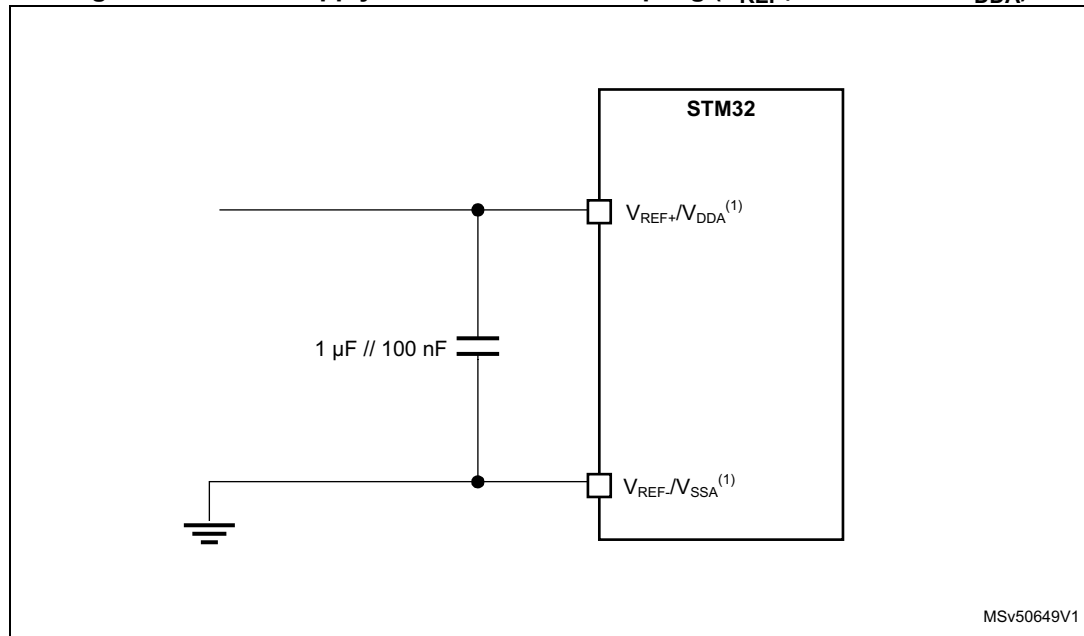 STM32
VREF+/VDDA(1)
1 µF // 100 nF
VREF-/VSSA(1)
MSv50649V1